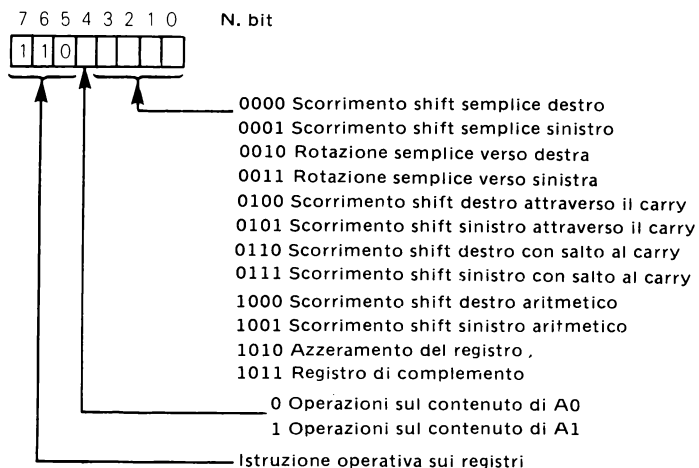 7 6 5 4 3 2 1 0 N. bit
1 1 0
0000 Scorrimento shift semplice destro
0001 Scorrimento shift semplice sinistro
0010 Rotazione semplice verso destra
0011 Rotazione semplice verso sinistra
0100 Scorrimento shift destro attraverso il carry
0101 Scorrimento shift sinistro attraverso il carry
0110 Scorrimento shift destro con salto al carry
0111 Scorrimento shift sinistro con salto al carry
1000 Scorrimento shift destro aritmetico
1001 Scorrimento shift sinistro aritmetico
1010 Azzeramento del registro .
1011 Registro di complemento
0 Operazioni sul contenuto di A0
1 Operazioni sul contenuto di A1
Istruzione operativa sui registri